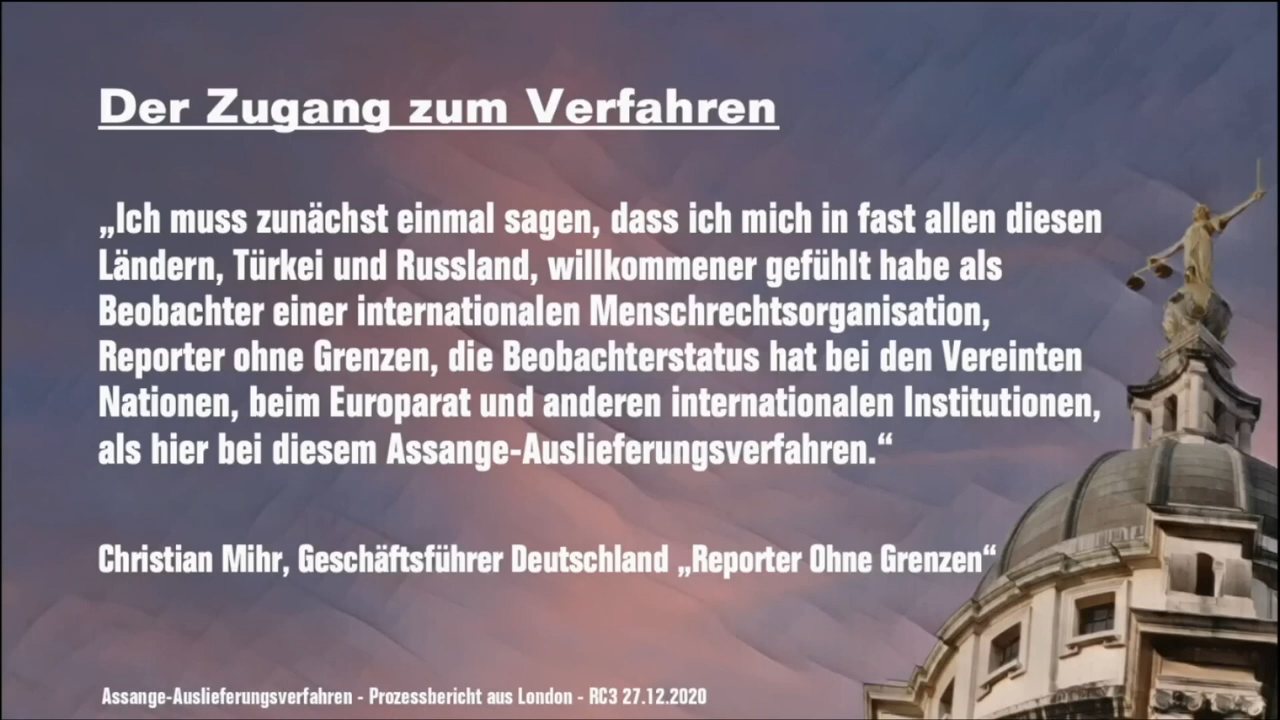 Der Zugang zum Verfahren
„Ich muss zunächst einmal sagen, dass ich mich in fast allen diesen
Ländern, Türkei und Russland, willkommener gefühlt habe als
Beobachter einer internationalen Menschrechtsorganisation,
Reporter ohne Grenzen, die Beobachterstatus hat bei den Vereinten
Nationen, beim Europarat und anderen internationalen Institutionen,
als hier bei diesem Assange-Auslieferungsverfahren.“
Christian Mihr, Geschäftsführer Deutschland „Reporter Ohne Grenzen“
Assange-Auslieferungsverfahren - Prozessbericht aus London - RC3 27.12.2020